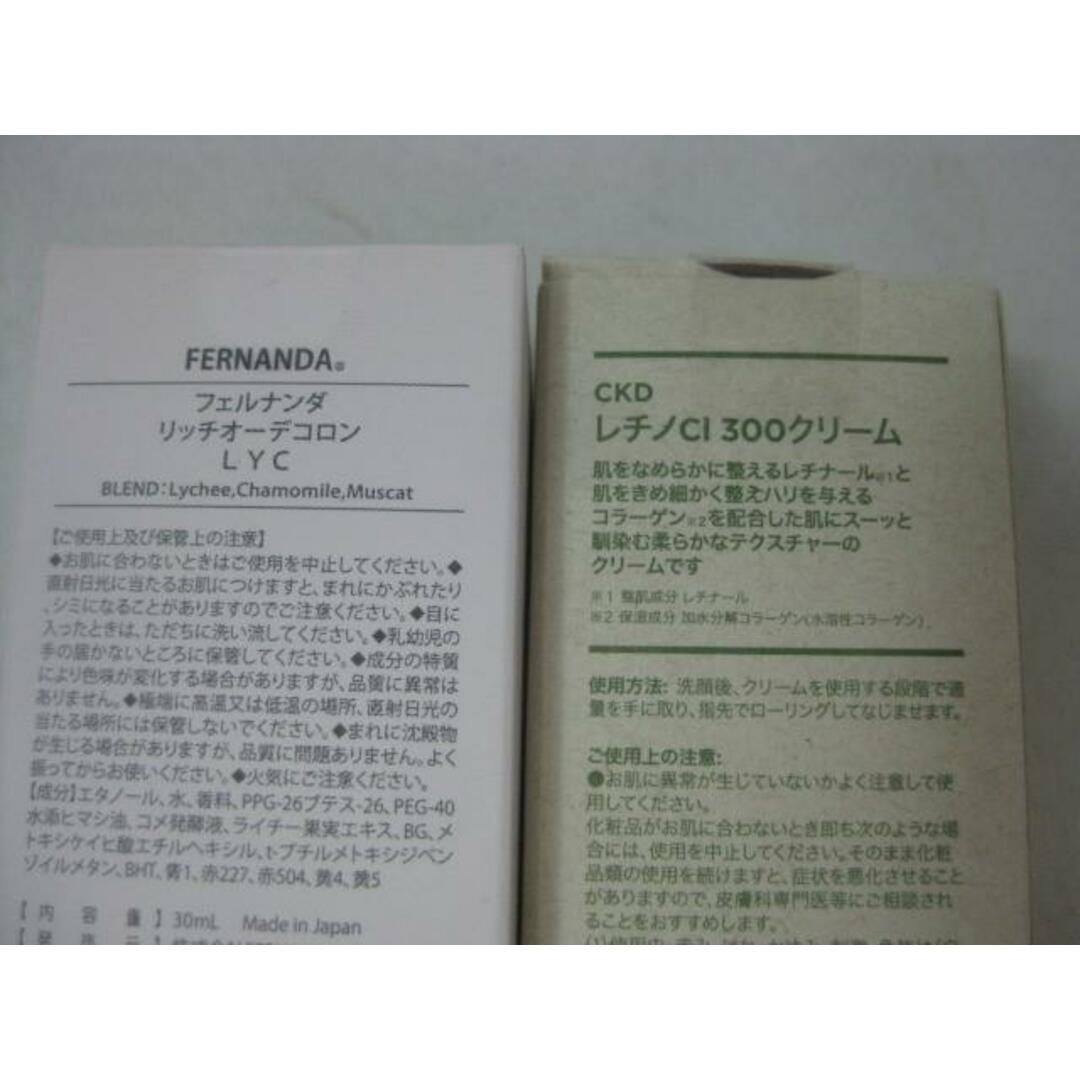 FERNANDA®
フェルナンダ
リッチオーデコロン
LYC
BLEND:Lychee,Chamomile,Muscat
【ご使用上及び保管上の注意】
◆お肌に合わないときはご使用を中止してください。◆
直射日光に当たるお肌につけますと、まれにかぶれたり
、シミになることがありますのでご注意ください。◆目に
入ったときは、ただちに洗い流してください。◆乳幼児の
手の届かないところに保管してください。◆成分の特質
により色味が変化する場合がありますが、品質に異常は
ありません。◆極端に高温又は低温の場所、直射日光の
当たる場所には保管しないでください。◆まれに沈殿物
が生じる場合がありますが、品質に問題ありません。よく
振ってからお使いください。◆火気にご注意ください。
【成分】エタノール、水、香料、PPG-26ブテス-26、PEG-40
水添ヒマシ油、コメ発酵液、ライチー果実エキス、BG、メ
トキシケイヒ酸エチルヘキシル、t-ブチルメトキシジベン
ゾイルメタン、BHT、青1、赤227、赤504、黄4、黄5
【内容量】30mL Made in Japan
CKD
レチノCI 300クリーム
肌をなめらかに整えるレチナール※1と
肌をきめ細かく整えハリを与える
コラーゲン※2を配合した肌にスーッと
馴染む柔らかなテクスチャーの
クリームです
※1 整肌成分 レチナール
※2 保湿成分 加水分解コラーゲン(水溶性コラーゲン)
使用方法: 洗顔後、クリームを使用する段階で適
量を手に取り、指先でローリングしてなじませます。
ご使用上の注意:
●お肌に異常が生じていないかよく注意して使
用してください。
化粧品がお肌に合わないとき即ち次のような場
合には、使用を中止してください。そのまま化粧
品類の使用を続けますと、症状を悪化させること
がありますので、皮膚科専門医等にご相談され
ることをおすすめします。